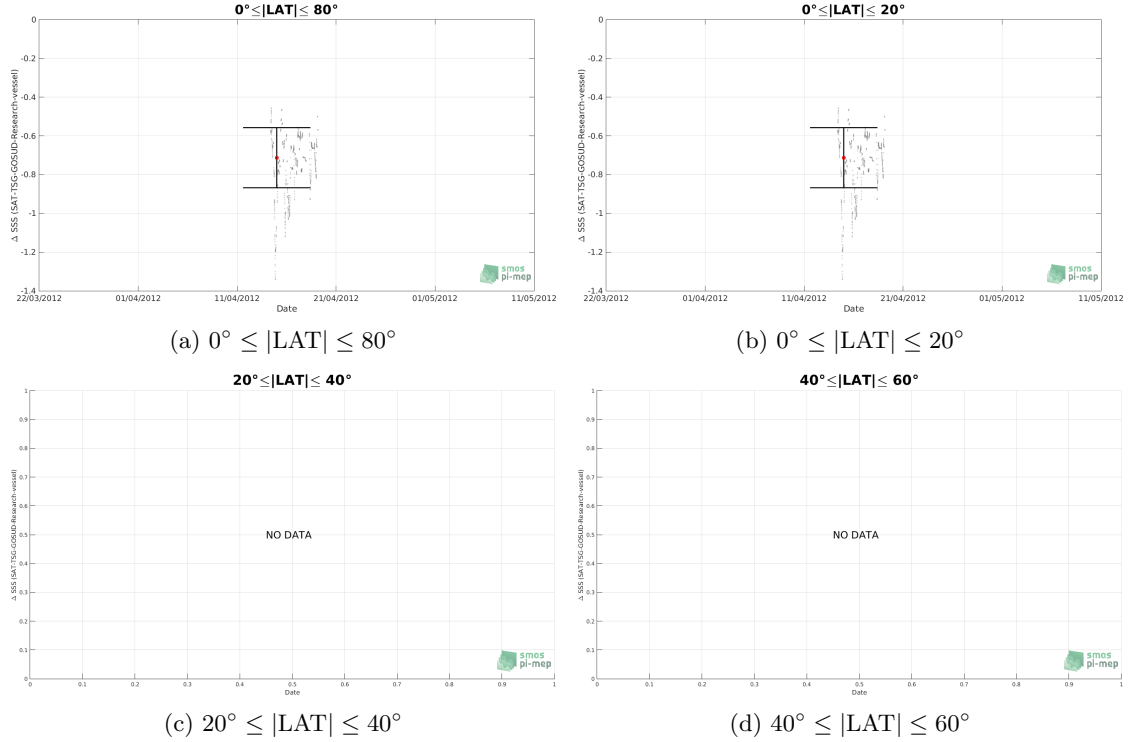 0°≤|LAT|≤ 80°
0
-0.2
-0.4
-0.6
-0.8
-1
-1.2
-1.4
22/03/2012 01/04/2012 11/04/2012 21/04/2012 01/05/2012 11/05/2012
Date
Δ SSS (SAT-TSG-GOSUD-Research-vessel)
smos
pi-mep
(a) 0° ≤ |LAT| ≤ 80°
0°≤|LAT|≤ 20°
0
-0.2
-0.4
-0.6
-0.8
-1
-1.2
-1.4
22/03/2012 01/04/2012 11/04/2012 21/04/2012 01/05/2012 11/05/2012
Date
Δ SSS (SAT-TSG-GOSUD-Research-vessel)
smos
pi-mep
(b) 0° ≤ |LAT| ≤ 20°
20°≤|LAT|≤ 40°
1
0.9
0.8
0.7
0.6
0.5
0.4
0.3
0.2
0.1
0
0 0.1 0.2 0.3 0.4 0.5 0.6 0.7 0.8 0.9 1
Date
Δ SSS (SAT-TSG-GOSUD-Research-vessel)
NO DATA
smos
pi-mep
(c) 20° ≤ |LAT| ≤ 40°
40°≤|LAT|≤ 60°
1
0.9
0.8
0.7
0.6
0.5
0.4
0.3
0.2
0.1
0
0 0.1 0.2 0.3 0.4 0.5 0.6 0.7 0.8 0.9 1
Date
Δ SSS (SAT-TSG-GOSUD-Research-vessel)
NO DATA
smos
pi-mep
(d) 40° ≤ |LAT| ≤ 60°